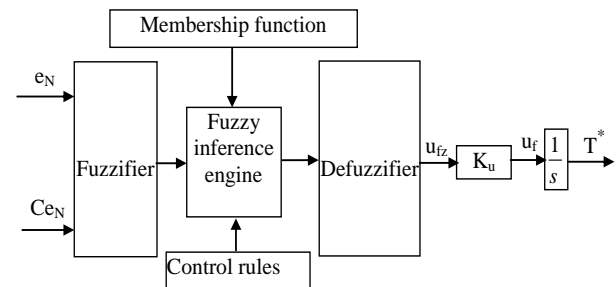 Membership function
e_N
Ce_N
Fuzzifier
Fuzzy
inference
engine
Control rules
Defuzzifier
u_fz
K_u
u_f
1
s
T*